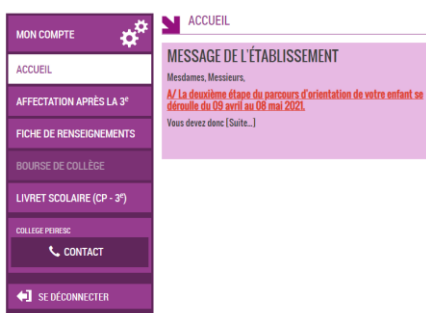 MON COMPTE
ACCUEIL
AFFECTATION APRÈS LA 3e
FICHE DE RENSEIGNEMENTS
BOURSE DE COLLÈGE
LIVRET SCOLAIRE (CP - 3e)
COLLEGE PEIRESC
CONTACT
SE DÉCONNECTER
ACCUEIL
MESSAGE DE L'ÉTABLISSEMENT
Mesdames, Messieurs,
A/ La deuxième étape du parcours d'orientation de votre enfant se
déroule du 09 avril au 08 mai 2021.
Vous devez donc [Suite...]